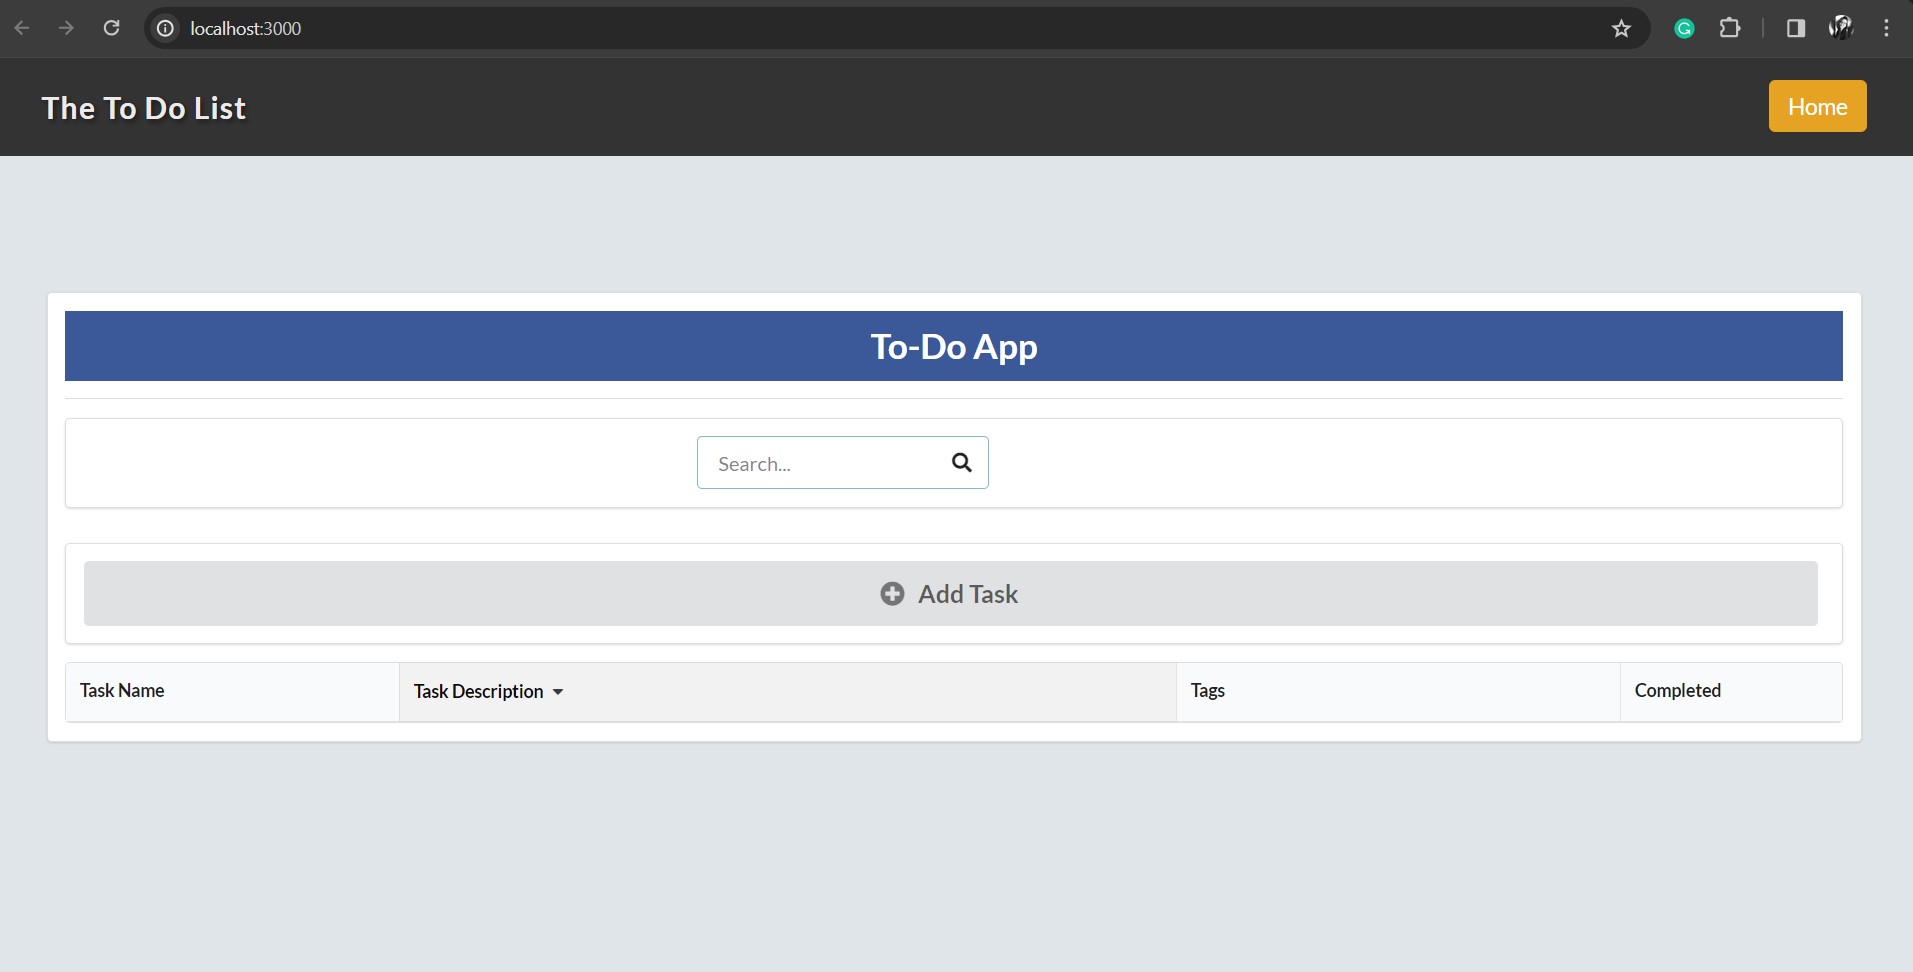 localhost:3000
The To Do List
Home
To-Do App
Search...
Add Task
Task Name
Task Description
Tags
Completed